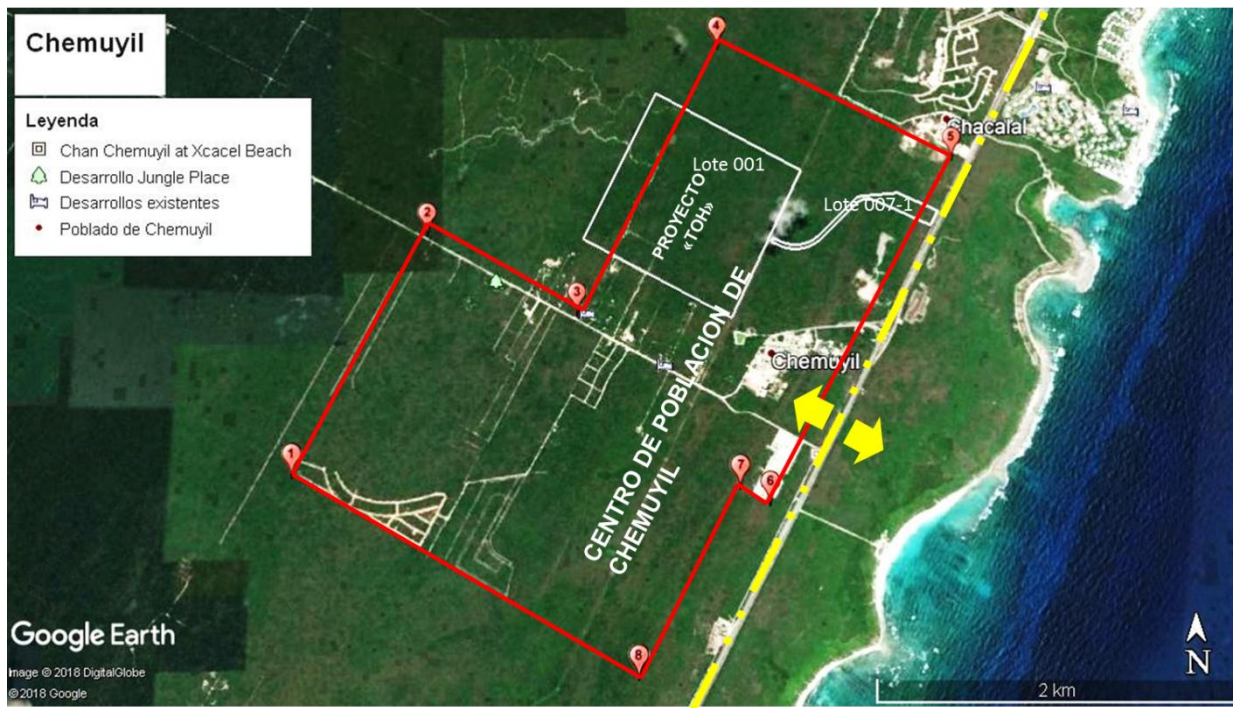 Chemuyil
Leyenda
Chan Chemuyil at Xcacel Beach
Desarrollo Jungle Place
Desarrollos existentes
Poblado de Chemuyil
4
Chacalal
5
Lote 001
PROYECTO
«TOH»
Lote 007-1
2
3
Chemuyil
CENTRO DE POBLACION DE
CHEMUYIL
1
7
6
8
Google Earth
Image © 2018 DigitalGlobe
© 2018 Google
N
2 km